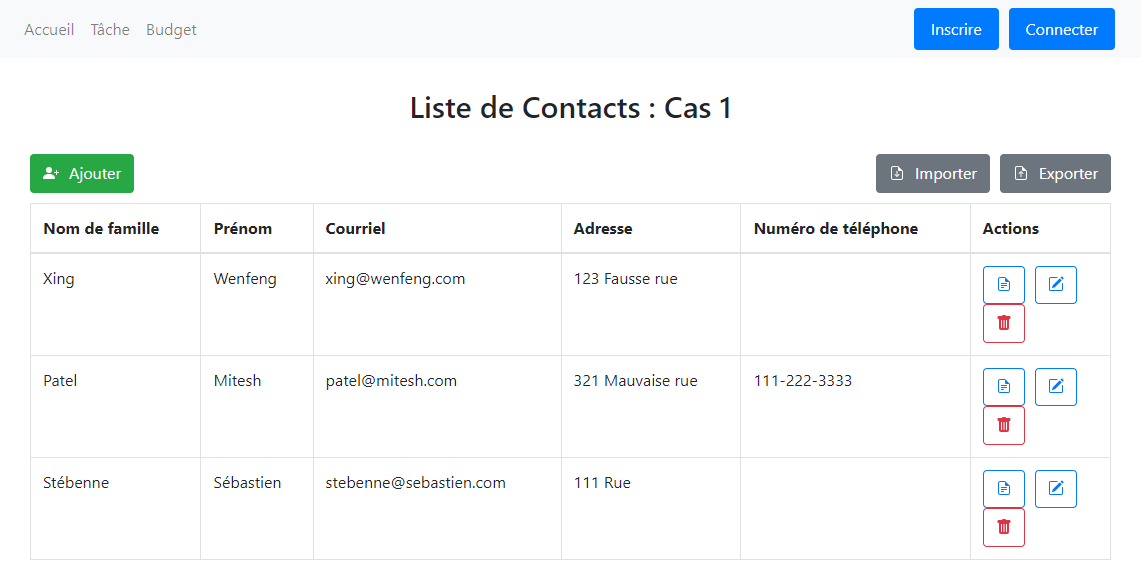 Accueil Tâche Budget Inscrire Connecter
Liste de Contacts : Cas 1
Ajouter Importer Exporter
Nom de famille Prénom Courriel Adresse Numéro de téléphone Actions
Xing Wenfeng xing@wenfeng.com 123 Fausse rue
Patel Mitesh patel@mitesh.com 321 Mauvaise rue 111-222-3333
Stébenne Sébastien stebenne@sebastien.com 111 Rue